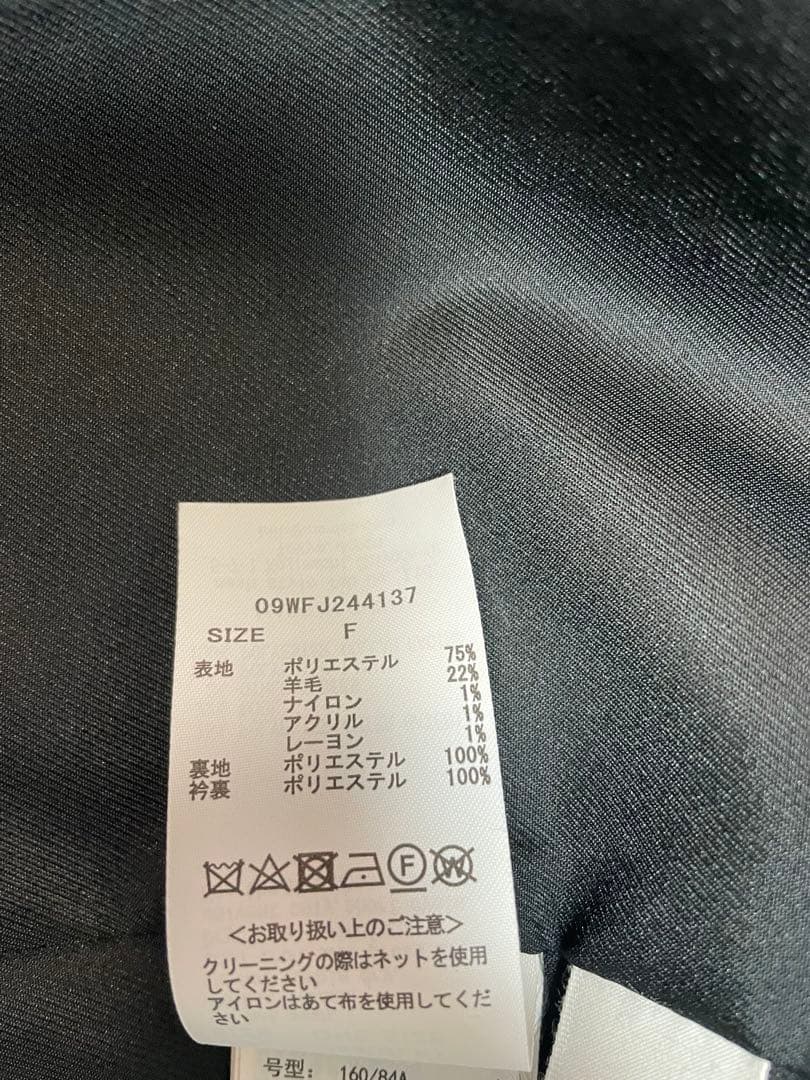 09WFJ244137
SIZE F
表地 ポリエステル 75%
羊毛 22%
ナイロン 1%
アクリル 1%
レーヨン 1%
裏地 ポリエステル 100%
衿裏 ポリエステル 100%
F W
<お取り扱い上のご注意>
クリーニングの際はネットを使用
してください
アイロンはあて布を使用してくだ
さい
号型: 160/84A